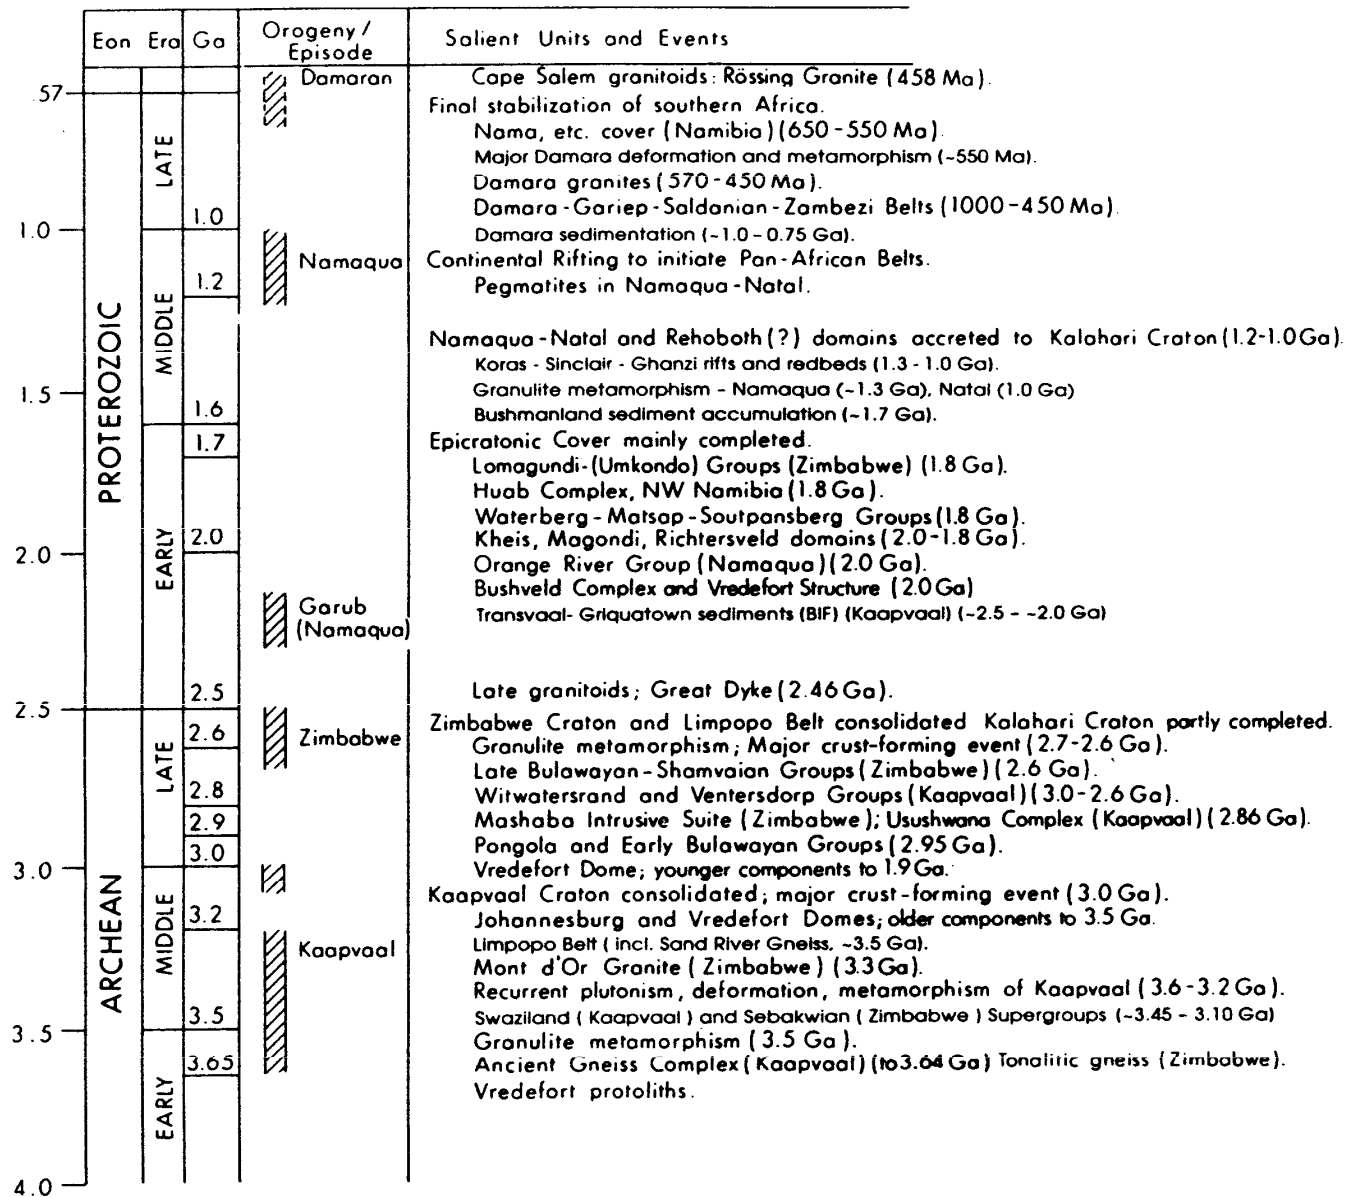 Eon Era Ga Orogeny / Episode Salient Units and Events
Damaran Cape Salem granitoids: Rössing Granite (458 Ma).
.57
Final stabilization of southern Africa.
Nama, etc. cover (Namibia) (650-550 Ma).
Major Damara deformation and metamorphism (~550 Ma).
LATE
Damara granites (570-450 Ma).
Damara-Gariep-Saldanian-Zambezi Belts (1000-450 Ma).
1.0 1.0
Damara sedimentation (~1.0-0.75 Ga).
Namaqua Continental Rifting to initiate Pan-African Belts.
1.2 Pegmatites in Namaqua-Natal.
PROTEROZOIC
MIDDLE
Namaqua-Natal and Rehoboth (?) domains accreted to Kalahari Craton (1.2-1.0 Ga).
Koras - Sinclair - Ghanzi rifts and redbeds (1.3 - 1.0 Ga).
1.5 Granulite metamorphism - Namaqua (~1.3 Ga), Natal (1.0 Ga)
1.6 Bushmanland sediment accumulation (~1.7 Ga).
1.7 Epicratonic Cover mainly completed.
Lomagundi-(Umkondo) Groups (Zimbabwe) (1.8 Ga).
Huab Complex, NW Namibia (1.8 Ga).
Waterberg-Matsap-Soutpansberg Groups (1.8 Ga).
2.0 2.0 Kheis, Magondi, Richtersveld domains (2.0-1.8 Ga).
EARLY
Orange River Group (Namaqua) (2.0 Ga).
Bushveld Complex and Vredefort Structure (2.0 Ga)
Garub (Namaqua) Transvaal- Griquatown sediments (BIF) (Kaapvaal) (~2.5 - ~2.0 Ga)
2.5 Late granitoids; Great Dyke (2.46 Ga).
2.5
Zimbabwe Craton and Limpopo Belt consolidated Kalahari Craton partly completed.
2.6 Zimbabwe Granulite metamorphism; Major crust-forming event (2.7-2.6 Ga).
LATE
Late Bulawayan-Shamvaian Groups (Zimbabwe) (2.6 Ga).
2.8 Witwatersrand and Ventersdorp Groups (Kaapvaal) (3.0-2.6 Ga).
2.9 Mashaba Intrusive Suite (Zimbabwe); Usushwana Complex (Kaapvaal) (2.86 Ga).
3.0 Pongola and Early Bulawayan Groups (2.95 Ga).
3.0 Vredefort Dome; younger components to 1.9 Ga.
ARCHEAN
Kaapvaal Craton consolidated; major crust-forming event (3.0 Ga).
3.2 Johannesburg and Vredefort Domes; older components to 3.5 Ga.
MIDDLE
Kaapvaal Limpopo Belt (incl. Sand River Gneiss, ~3.5 Ga).
Mont d'Or Granite (Zimbabwe) (3.3 Ga).
Recurrent plutonism, deformation, metamorphism of Kaapvaal (3.6-3.2 Ga).
3.5 Swaziland (Kaapvaal) and Sebakwian (Zimbabwe) Supergroups (~3.45 - 3.10 Ga)
3.5 Granulite metamorphism (3.5 Ga).
3.65 Ancient Gneiss Complex (Kaapvaal) (to 3.64 Ga) Tonalitic gneiss (Zimbabwe).
EARLY
Vredefort protoliths.
4.0